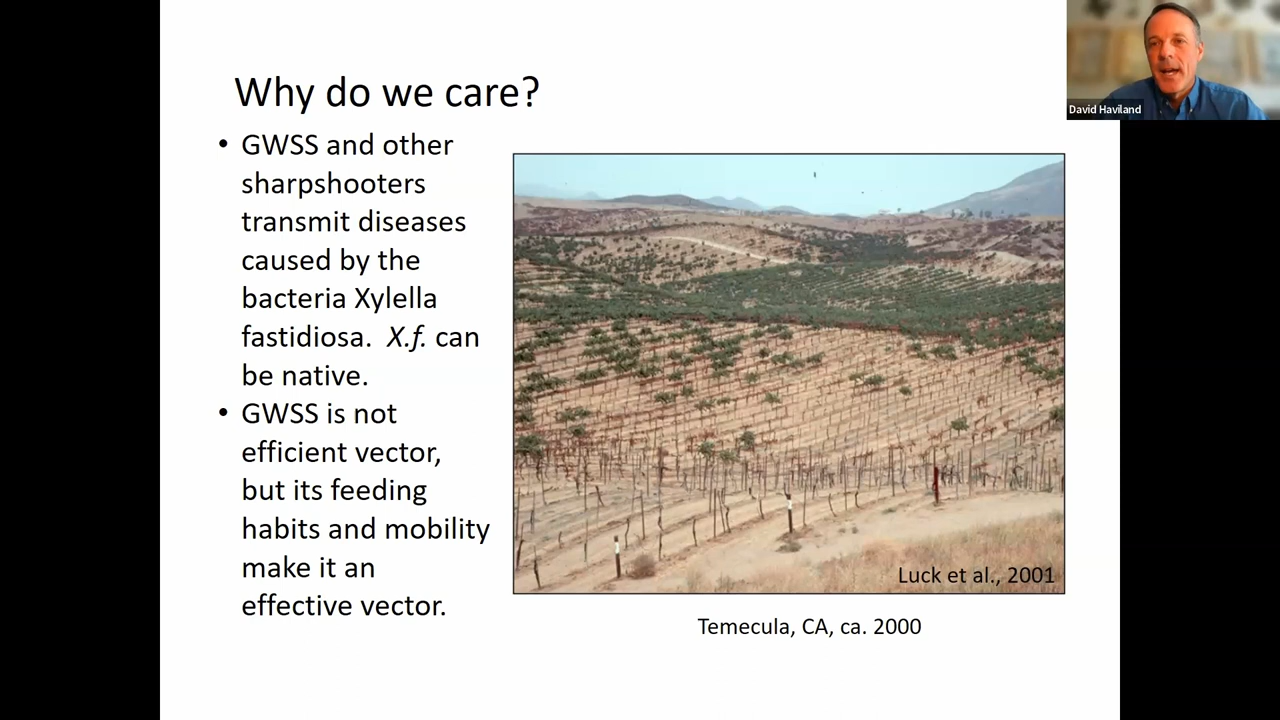 Why do we care?
• GWSS and other
sharpshooters
transmit diseases
caused by the
bacteria Xylella
fastidiosa. X.f. can
be native.
• GWSS is not
efficient vector,
but its feeding
habits and mobility
make it an
effective vector.
Luck et al., 2001
Temecula, CA, ca. 2000
David Haviland